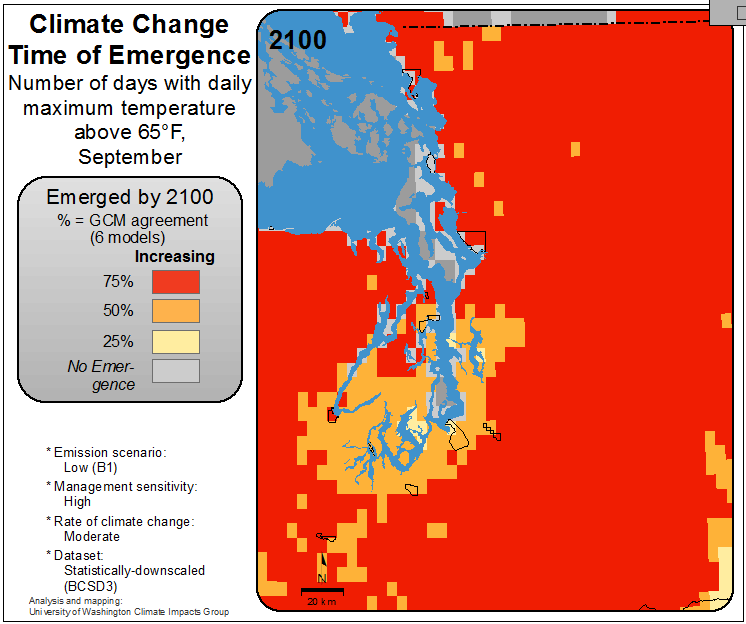 Climate Change
Time of Emergence
Number of days with daily
maximum temperature
above 65°F,
September
Emerged by 2100
% = GCM agreement
(6 models)
Increasing
75%
50%
25%
No Emer-
gence
* Emission scenario:
Low (B1)
* Management sensitivity:
High
* Rate of climate change:
Moderate
* Dataset:
Statistically-downscaled
(BCSD3)
Analysis and mapping:
University of Washington Climate Impacts Group
2100
N
20 km